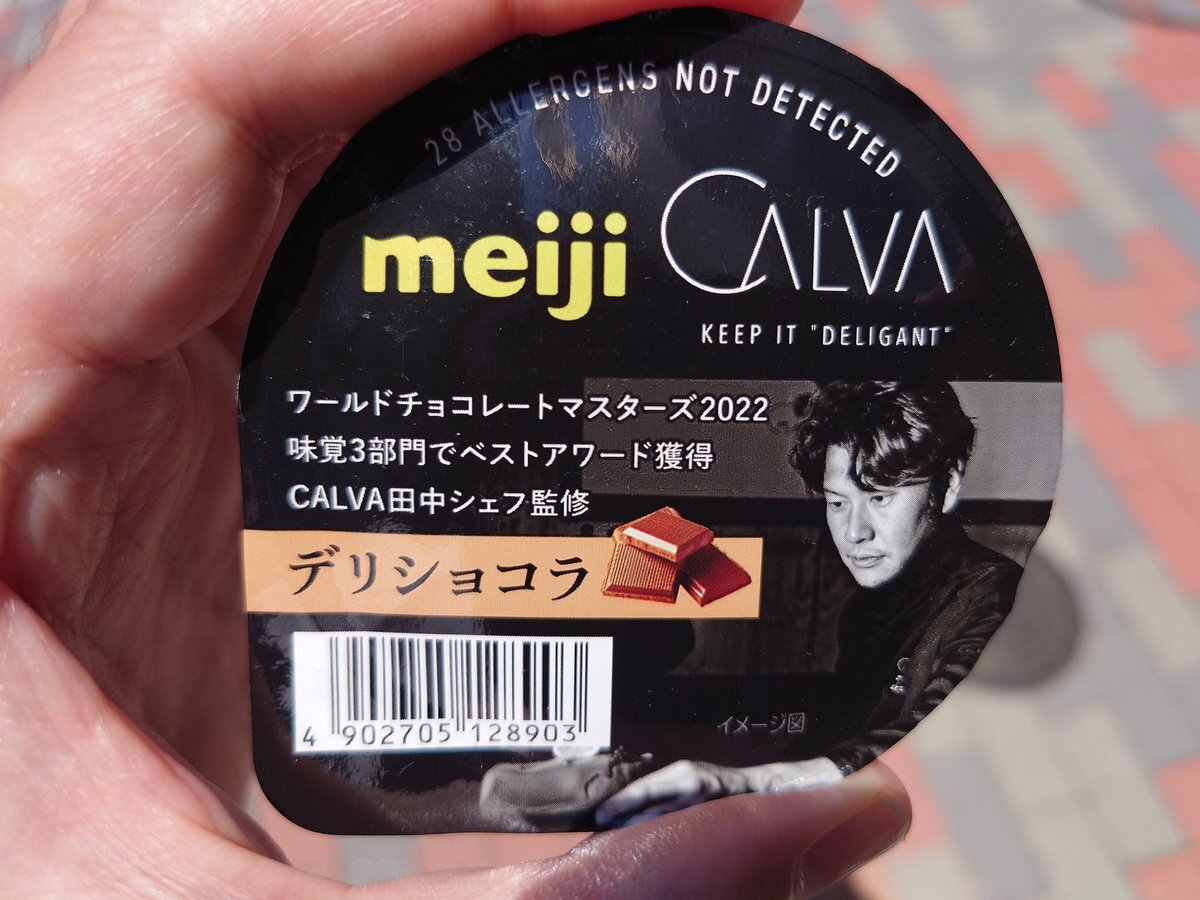 28 ALLERGENS NOT DETECTED
meiji CALVA
KEEP IT "DELIGANT"
ワールドチョコレートマスターズ2022
味覚3部門でベストアワード獲得
CALVA田中シェフ監修
デリショコラ
4 902705 128903
イメージ図